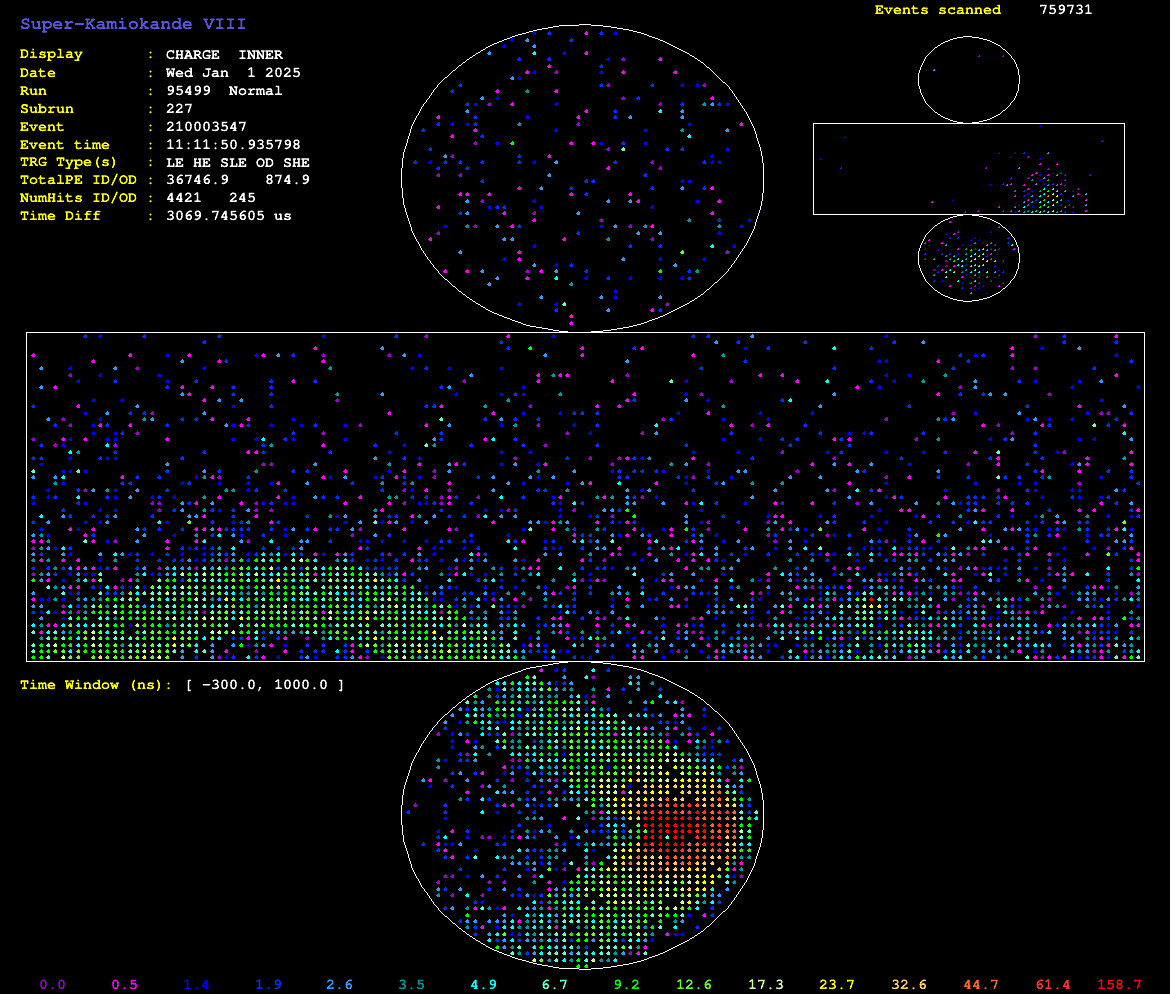 Super-Kamiokande VIII
Events scanned 759731
Display : CHARGE INNER
Date : Wed Jan 1 2025
Run : 95499 Normal
Subrun : 227
Event : 210003547
Event time : 11:11:50.935798
TRG Type(s) : LE HE SLE OD SHE
TotalPE ID/OD : 36746.9 874.9
NumHits ID/OD : 4421 245
Time Diff : 3069.745605 us
Time Window (ns): [ -300.0, 1000.0 ]
0.0 0.5 1.4 1.9 2.6 3.5 4.9 6.7 9.2 12.6 17.3 23.7 32.6 44.7 61.4 158.7